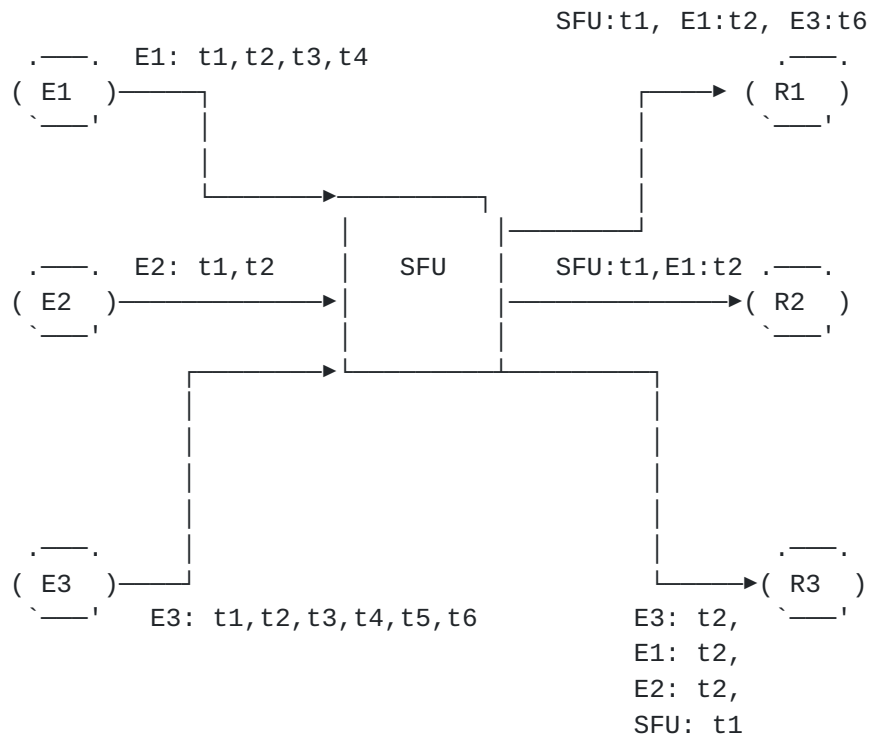 SFU:t1, E1:t2, E3:t6
E1: t1,t2,t3,t4
E1
R1
E2: t1,t2
SFU
SFU:t1,E1:t2
E2
R2
E3
R3
E3: t1,t2,t3,t4,t5,t6
E3: t2,
E1: t2,
E2: t2,
SFU: t1